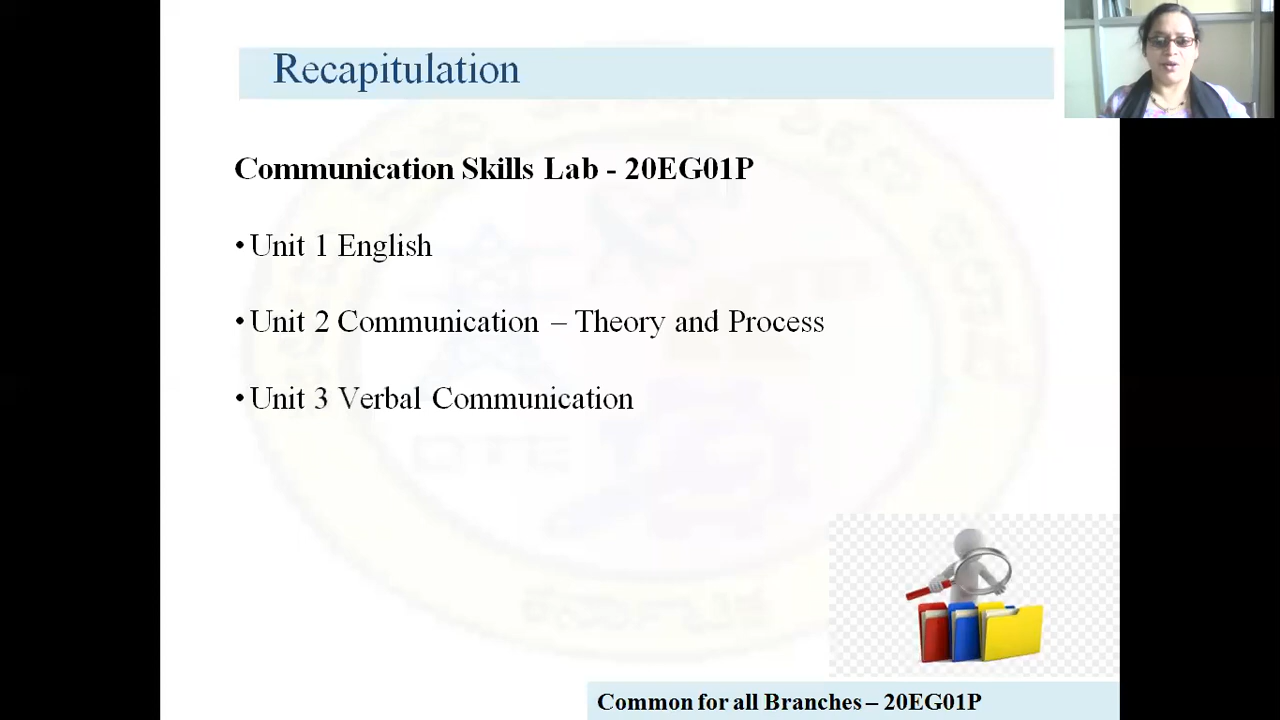 Recapitulation
Communication Skills Lab - 20EG01P
• Unit 1 English
• Unit 2 Communication – Theory and Process
• Unit 3 Verbal Communication
DTE
Common for all Branches – 20EG01P